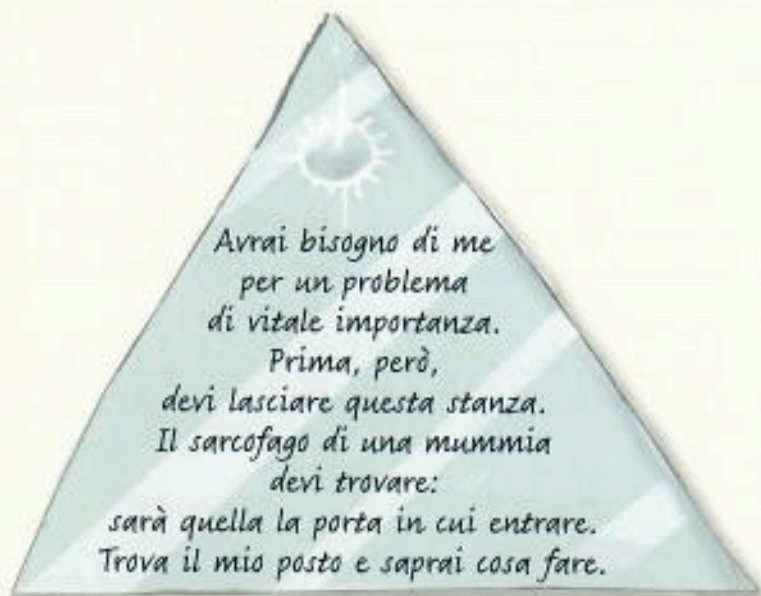 Avrai bisogno di me
per un problema
di vitale importanza.
Prima, però,
devi lasciare questa stanza.
Il sarcofago di una mummia
devi trovare:
sarà quella la porta in cui entrare.
Trova il mio posto e saprai cosa fare.